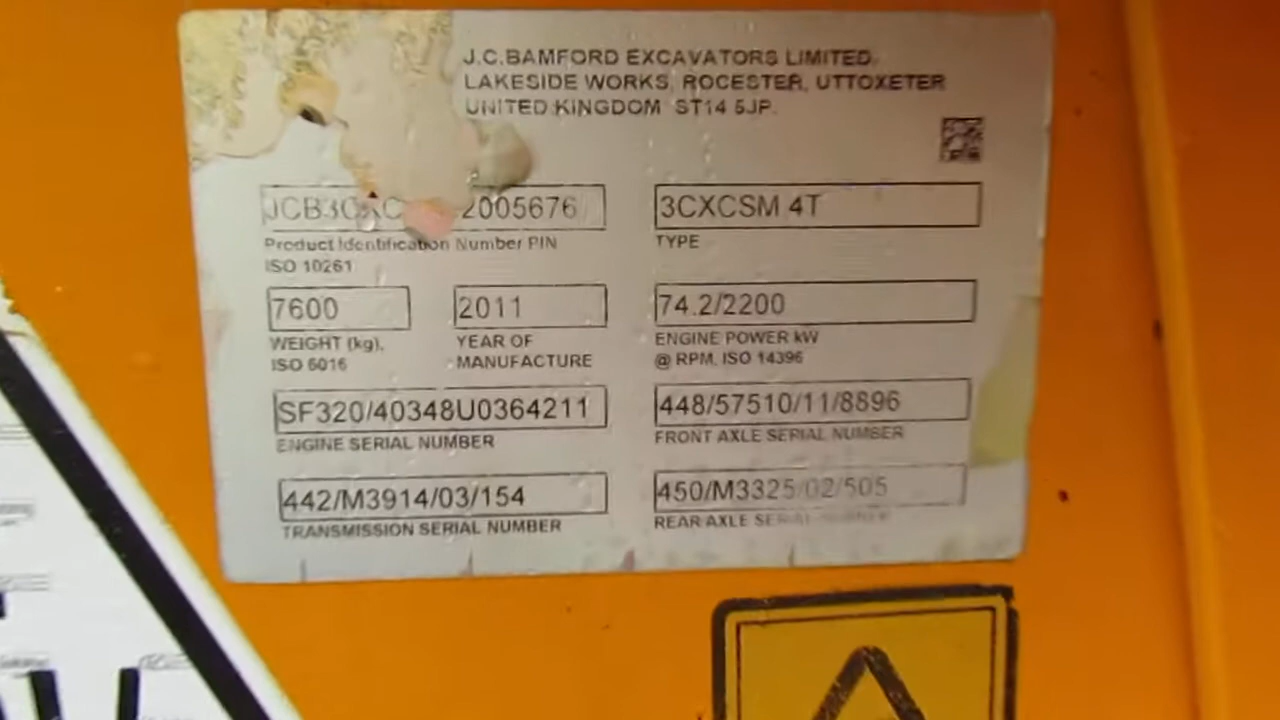 J.C.BAMFORD EXCAVATORS LIMITED.
LAKESIDE WORKS, ROCESTER, UTTOXETER
UNITED KINGDOM ST14 5JP.
2005676
3CXCSM 4T
Product Identification Number PIN
ISO 10261
TYPE
7600
2011
74.2/2200
WEIGHT (kg),
ISO 6016
YEAR OF
MANUFACTURE
ENGINE POWER kW
@ RPM, ISO 14396
SF320/40348U0364211
448/57510/11/8896
ENGINE SERIAL NUMBER
FRONT AXLE SERIAL NUMBER
442/M3914/03/154
450/M3325/02/505
TRANSMISSION SERIAL NUMBER
REAR AXLE SERIAL NUMBER